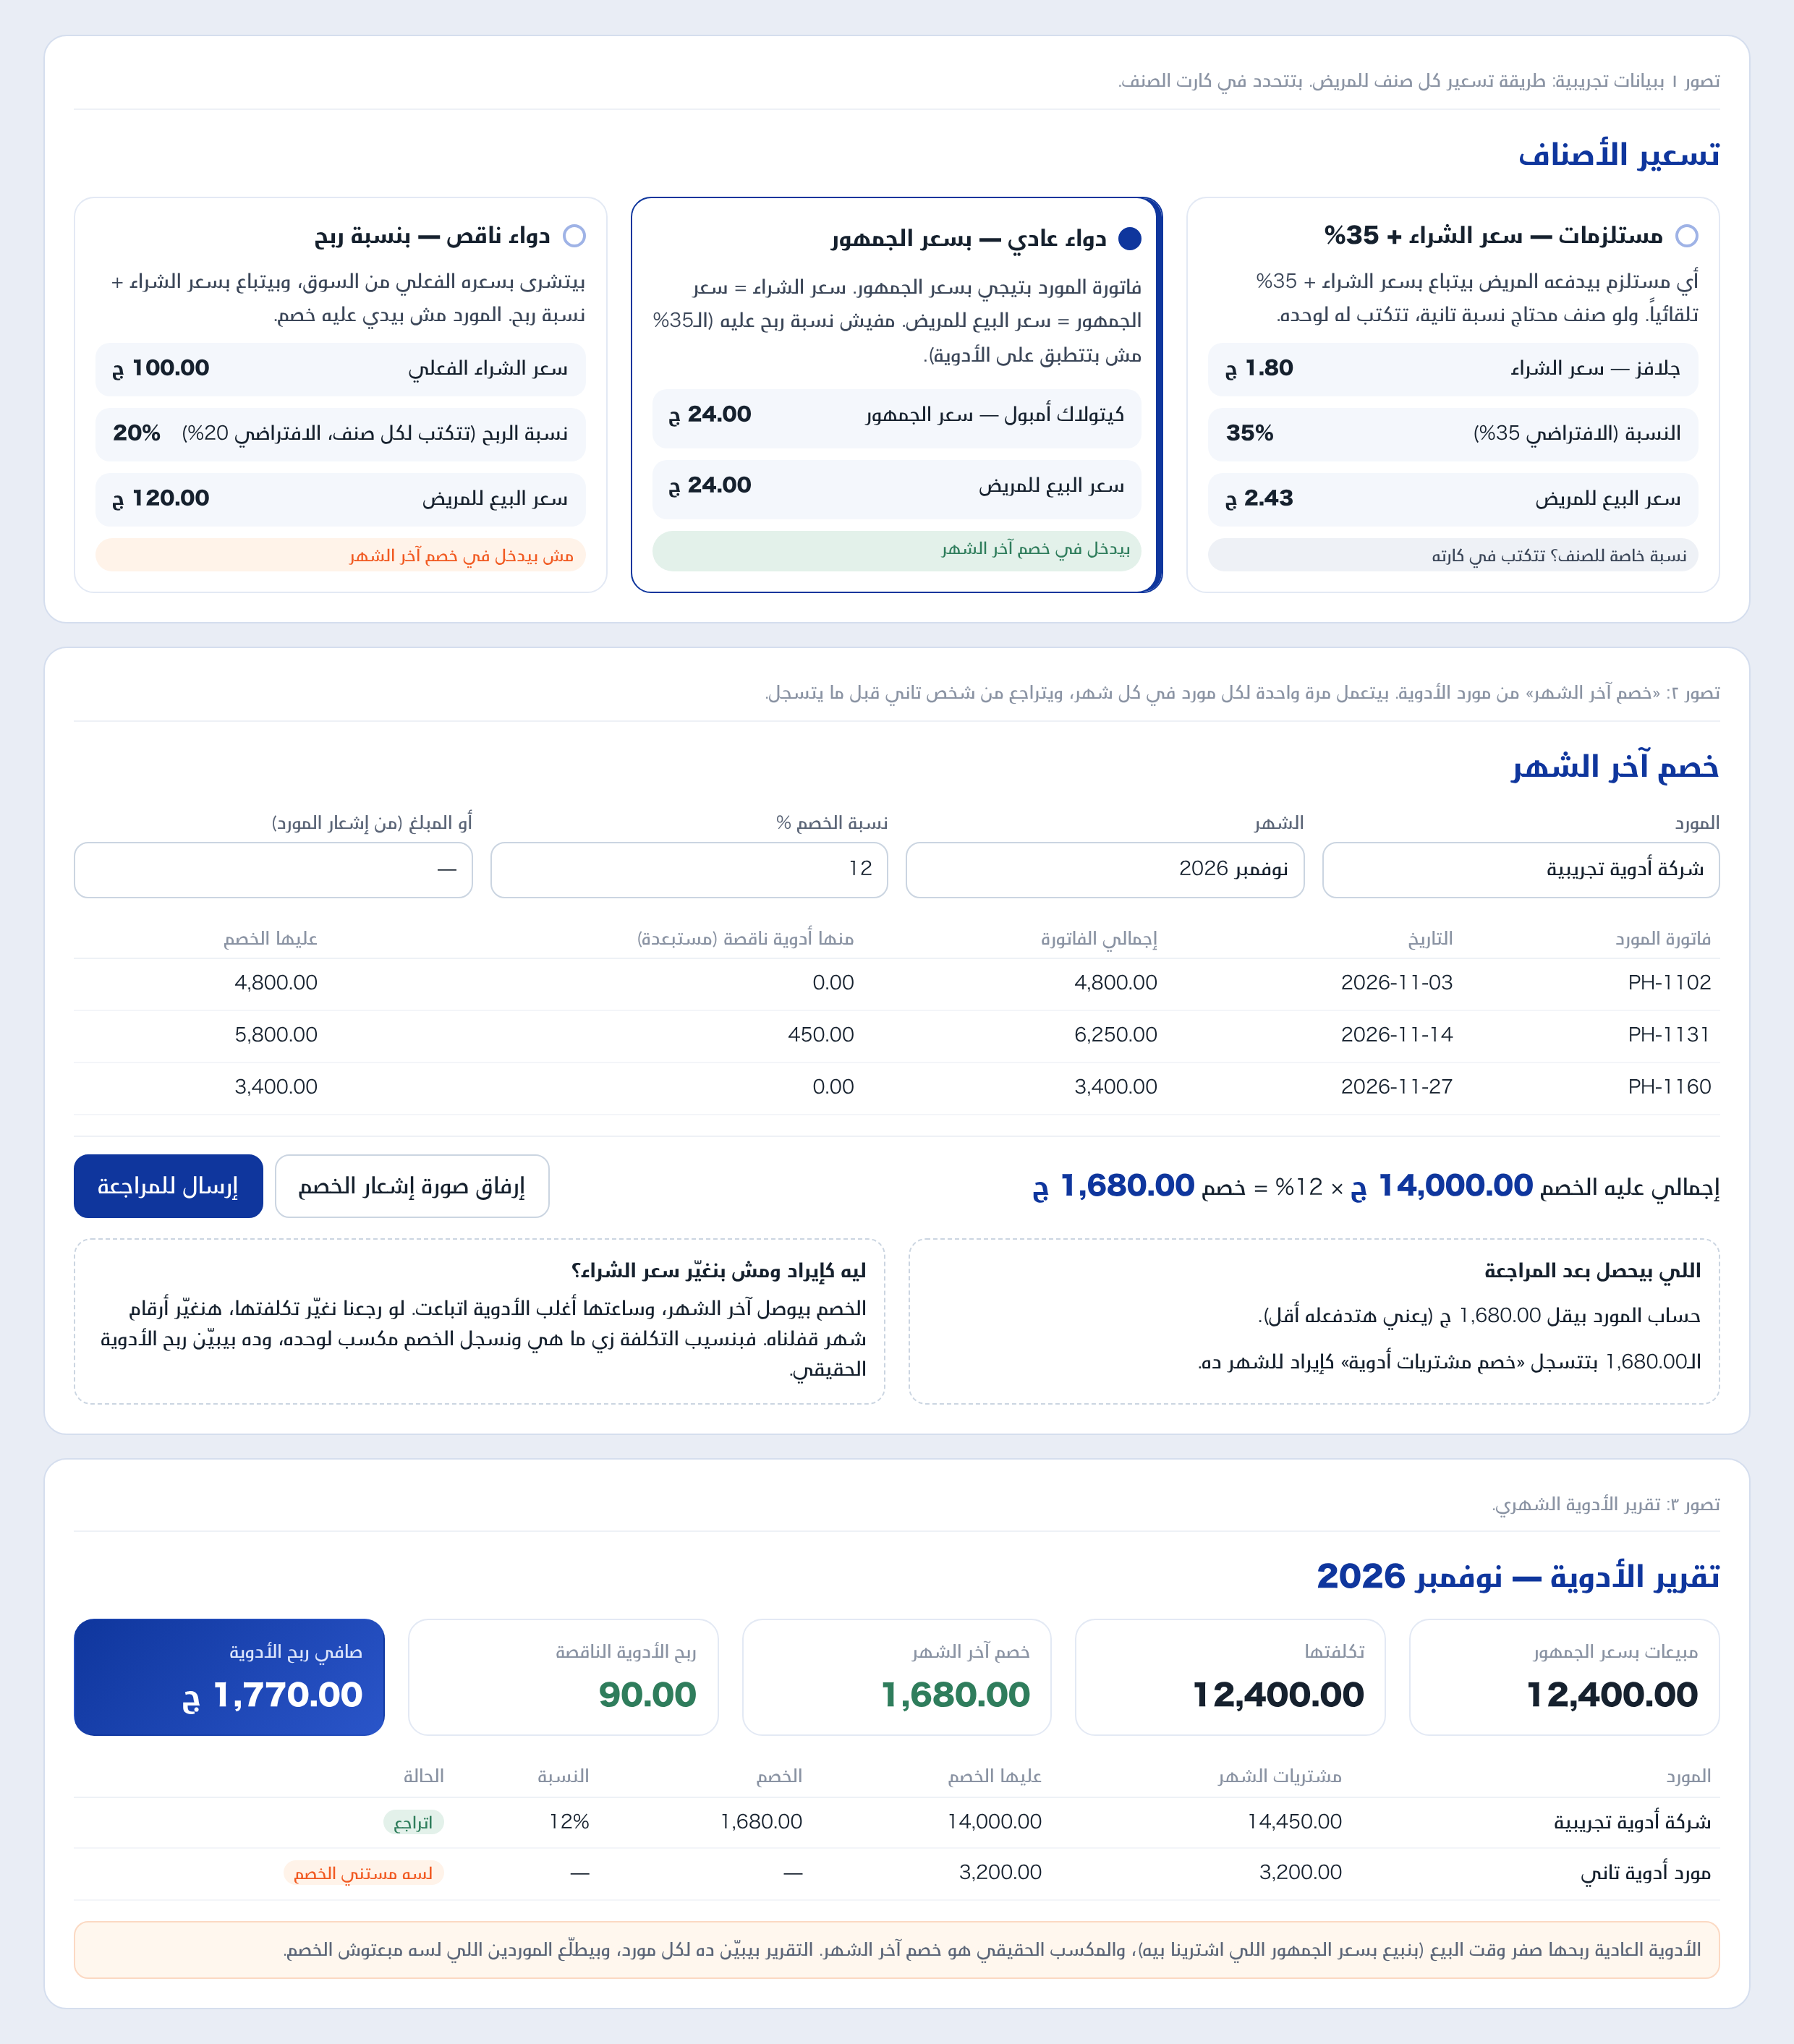 تصور ١ ببيانات تجريبية: طريقة تسعير كل صنف للمريض. بتتحدد في كارت الصنف.
تسعير الأصناف
مستلزمات — سعر الشراء + 35%
أي مستلزم بيدفعه المريض بيتباع بسعر الشراء + 35%
تلقائياً. ولو صنف محتاج نسبة تانية، تتكتب له لوحده.
جلافز — سعر الشراء 1.80 ج
النسبة (الافتراضي 35%) 35%
سعر البيع للمريض 2.43 ج
نسبة خاصة للصنف؟ تتكتب في كارته
دواء عادي — بسعر الجمهور
فاتورة المورد بتيجي بسعر الجمهور. سعر الشراء = سعر
الجمهور = سعر البيع للمريض. مفيش نسبة ربح عليه (الـ35%
مش بتتطبق على الأدوية).
كيتولاك أمبول — سعر الجمهور 24.00 ج
سعر البيع للمريض 24.00 ج
بيدخل في خصم آخر الشهر
دواء ناقص — بنسبة ربح
بيتشرى بسعره الفعلي من السوق، وبيتباع بسعر الشراء +
نسبة ربح. المورد مش بيدي عليه خصم.
سعر الشراء الفعلي 100.00 ج
نسبة الربح (تتكتب لكل صنف، الافتراضي 20%) 20%
سعر البيع للمريض 120.00 ج
مش بيدخل في خصم آخر الشهر
تصور ٢: «خصم آخر الشهر» من مورد الأدوية. بيتعمل مرة واحدة لكل مورد في كل شهر، ويتراجع من شخص تاني قبل ما يتسجل.
خصم آخر الشهر
المورد الشهر نسبة الخصم % أو المبلغ (من إشعار المورد)
شركة أدوية تجريبية نوفمبر 2026 12 —
فاتورة المورد التاريخ إجمالي الفاتورة منها أدوية ناقصة (مستبعدة) عليها الخصم
PH-1102 2026-11-03 4,800.00 0.00 4,800.00
PH-1131 2026-11-14 6,250.00 450.00 5,800.00
PH-1160 2026-11-27 3,400.00 0.00 3,400.00
إجمالي عليه الخصم 14,000.00 ج × 12% = خصم 1,680.00 ج
إرفاق صورة إشعار الخصم
إرسال للمراجعة
اللي بيحصل بعد المراجعة
حساب المورد بيقل 1,680.00 ج (يعني هتدفعله أقل).
الـ1,680.00 بتتسجل «خصم مشتريات أدوية» كإيراد للشهر ده.
ليه كإيراد ومش بنغيّر سعر الشراء؟
الخصم بيوصل آخر الشهر، وساعتها أغلب الأدوية اتباعت. لو رجعنا نغيّر تكلفتها، هنغيّر أرقام
شهر قفلناه. فبنسيب التكلفة زي ما هي ونسجل الخصم مكسب لوحده، وده بيبيّن ربح الأدوية
الحقيقي.
تصور ٣: تقرير الأدوية الشهري.
تقرير الأدوية — نوفمبر 2026
مبيعات بسعر الجمهور
12,400.00
تكلفتها
12,400.00
خصم آخر الشهر
1,680.00
ربح الأدوية الناقصة
90.00
صافي ربح الأدوية
1,770.00 ج
المورد مشتريات الشهر عليها الخصم الخصم النسبة الحالة
شركة أدوية تجريبية 14,450.00 14,000.00 1,680.00 12% اتراجع
مورد أدوية تاني 3,200.00 3,200.00 — — لسه مستني الخصم
الأدوية العادية ربحها صفر وقت البيع (بنبيع بسعر الجمهور اللي اشترينا بيه)، والمكسب الحقيقي هو خصم آخر الشهر. التقرير بيبيّن ده لكل مورد، وبيطلّع الموردين اللي لسه مبعتوش الخصم.